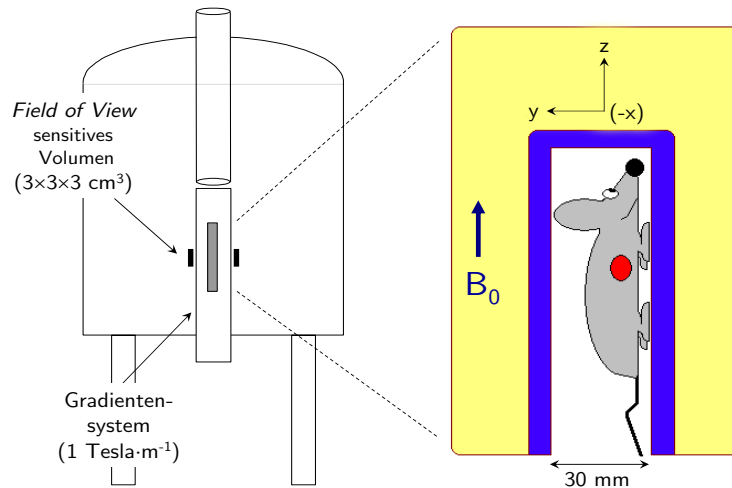 Field of View
sensitives
Volumen
(3×3×3 cm³)
Gradienten-
system
(1 Tesla·m⁻¹)
z
y
(-x)
B₀
30 mm